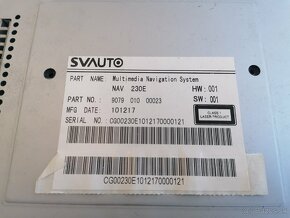 SVAUTO
PART NAME: Multimedia Navigation System
NAV 230E HW: 001
PART NO.: 9079 010 00023 SW: 001
MFG DATE: 101217
SERIAL NO.: CG00230E1012170000121
CLASS 1
LASER PRODUCT
CG00230E1012170000121